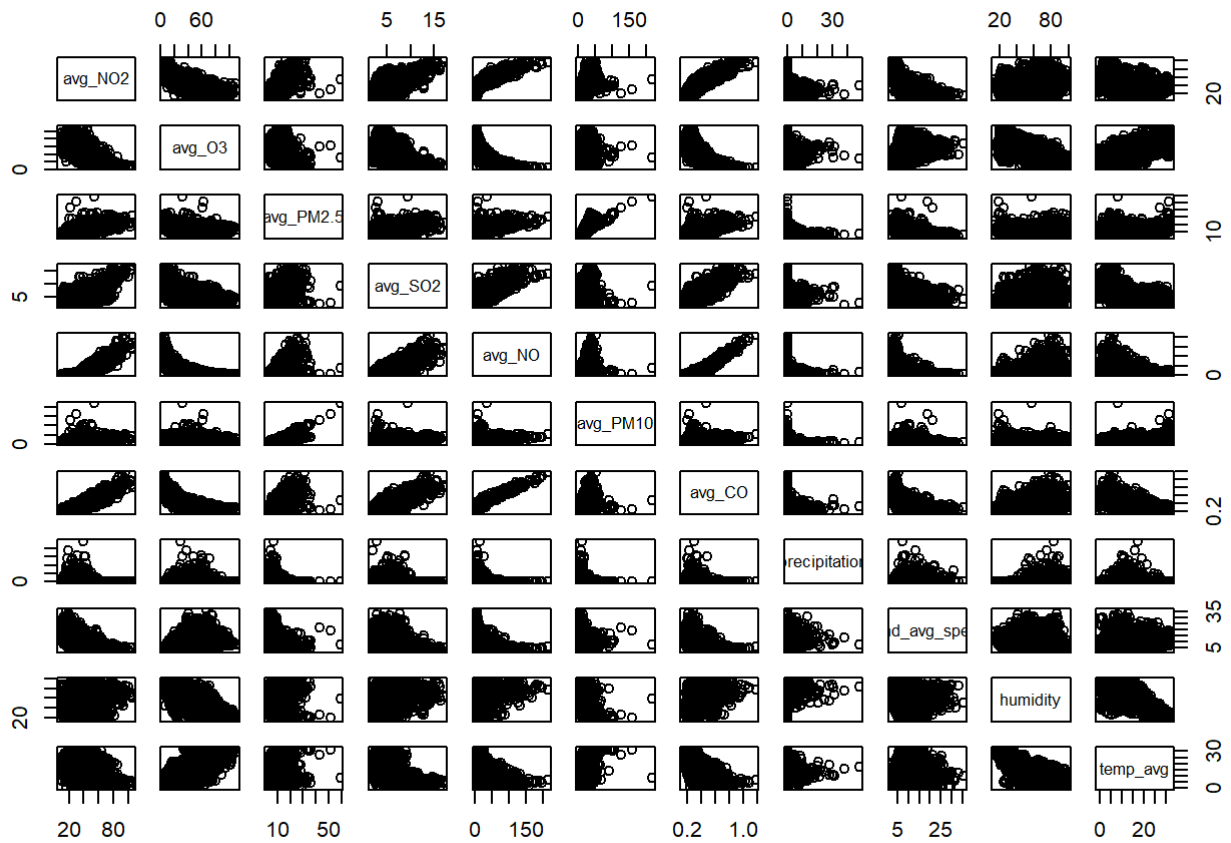 0 60 5 15 0 150 0 30 20 80
avg_NO2 20
0 avg_O3
avg_PM2.5 10
5 avg_SO2
avg_NO 0
0 avg_PM10
avg_CO 0.2
0 recipitation
nd_avg_spe 5 35
20 humidity
temp_avg 0 30
20 80 10 50 0 150 0.2 1.0 5 25 0 20